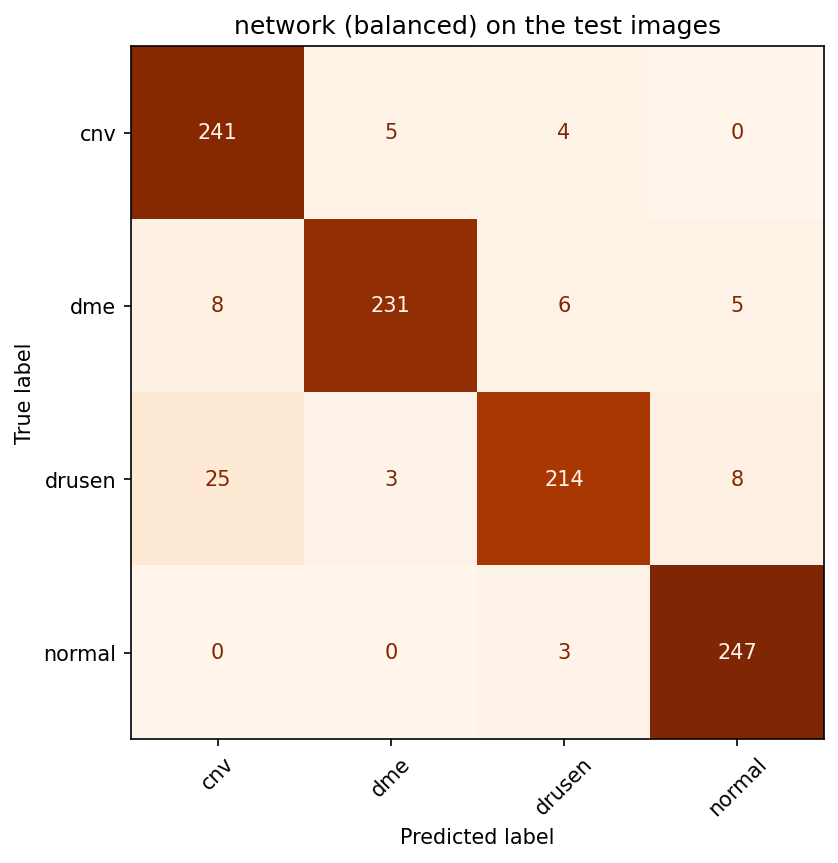 network (balanced) on the test images
cnv 241 5 4 0
dme 8 231 6 5
drusen 25 3 214 8
normal 0 0 3 247
True label
cnv dme drusen normal
Predicted label